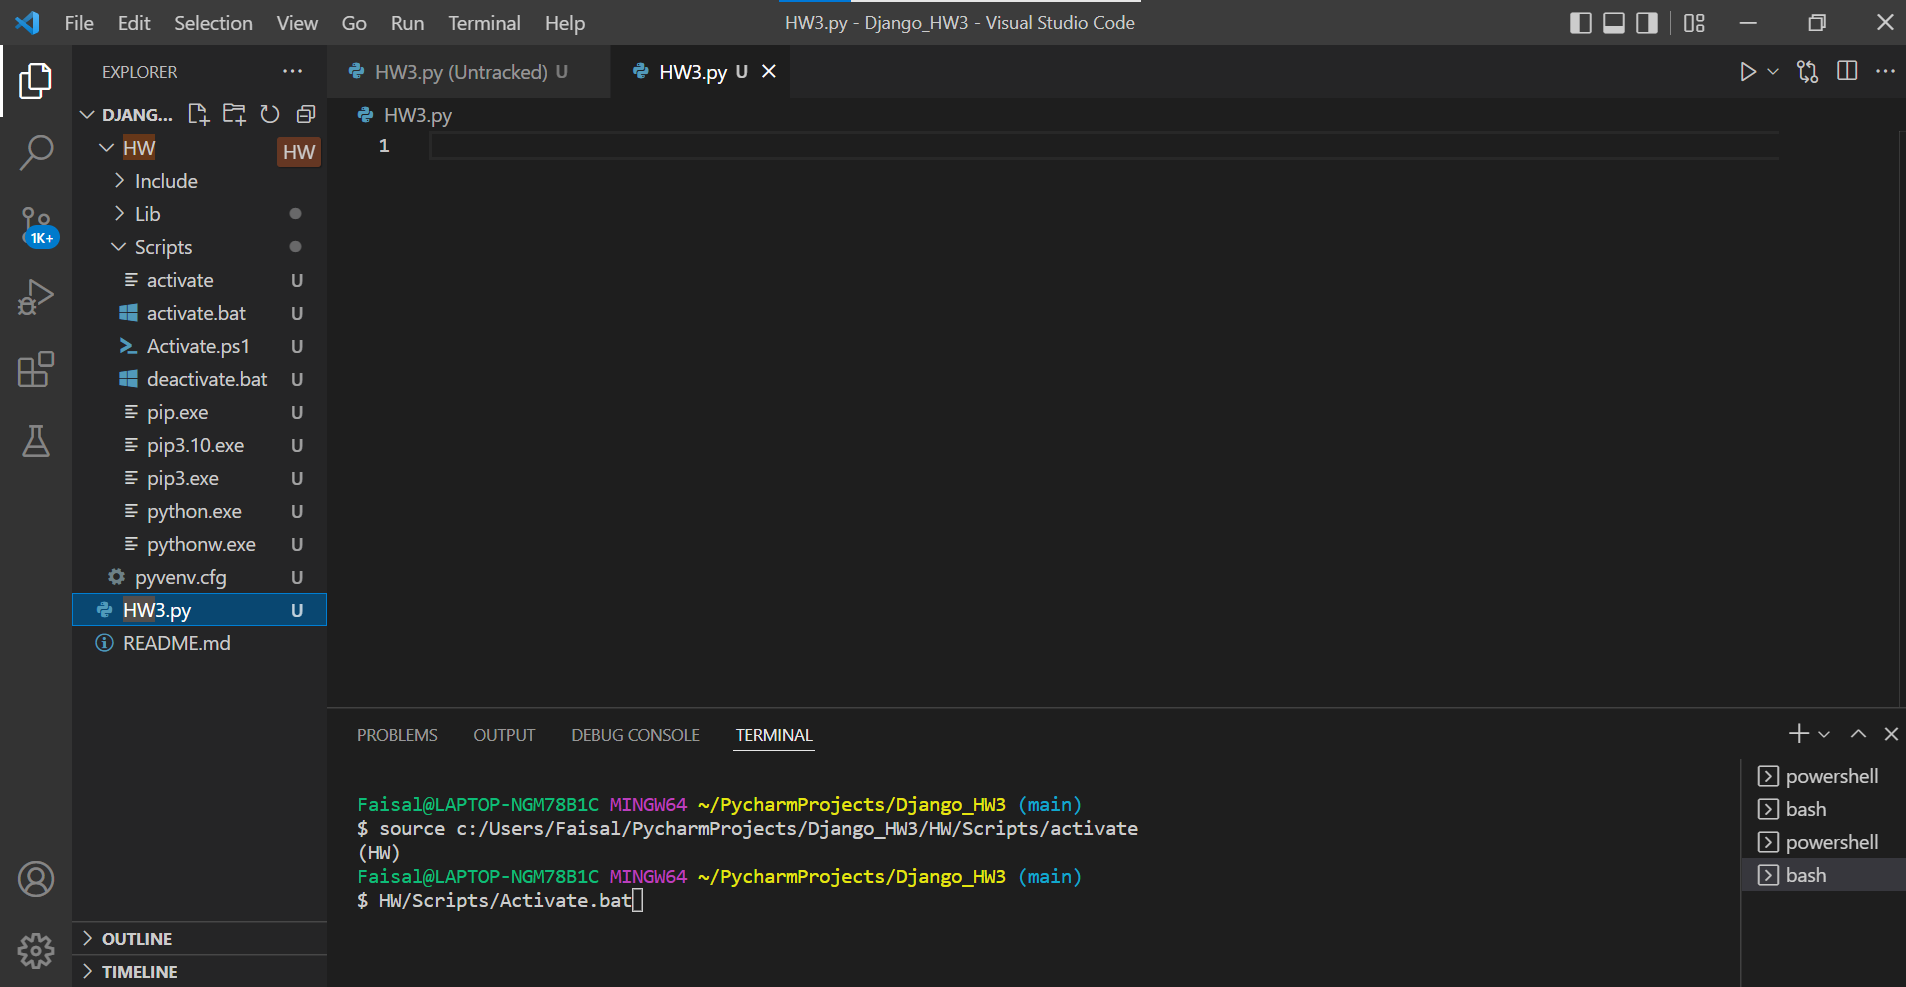 File Edit Selection View Go Run Terminal Help HW3.py - Django_HW3 - Visual Studio Code
EXPLORER
HW3.py (Untracked) U
HW3.py U
DJANG...
HW3.py
HW HW
1
Include
Lib
1K+
Scripts
activate U
activate.bat U
Activate.ps1 U
deactivate.bat U
pip.exe U
pip3.10.exe U
pip3.exe U
python.exe U
pythonw.exe U
pyvenv.cfg U
HW3.py U
README.md
OUTLINE
TIMELINE
PROBLEMS OUTPUT DEBUG CONSOLE TERMINAL
Faisal@LAPTOP-NGM78B1C MINGW64 ~/PycharmProjects/Django_HW3 (main)
$ source c:/Users/Faisal/PycharmProjects/Django_HW3/HW/Scripts/activate
(HW)
Faisal@LAPTOP-NGM78B1C MINGW64 ~/PycharmProjects/Django_HW3 (main)
$ HW/Scripts/Activate.bat
powershell
bash
powershell
bash